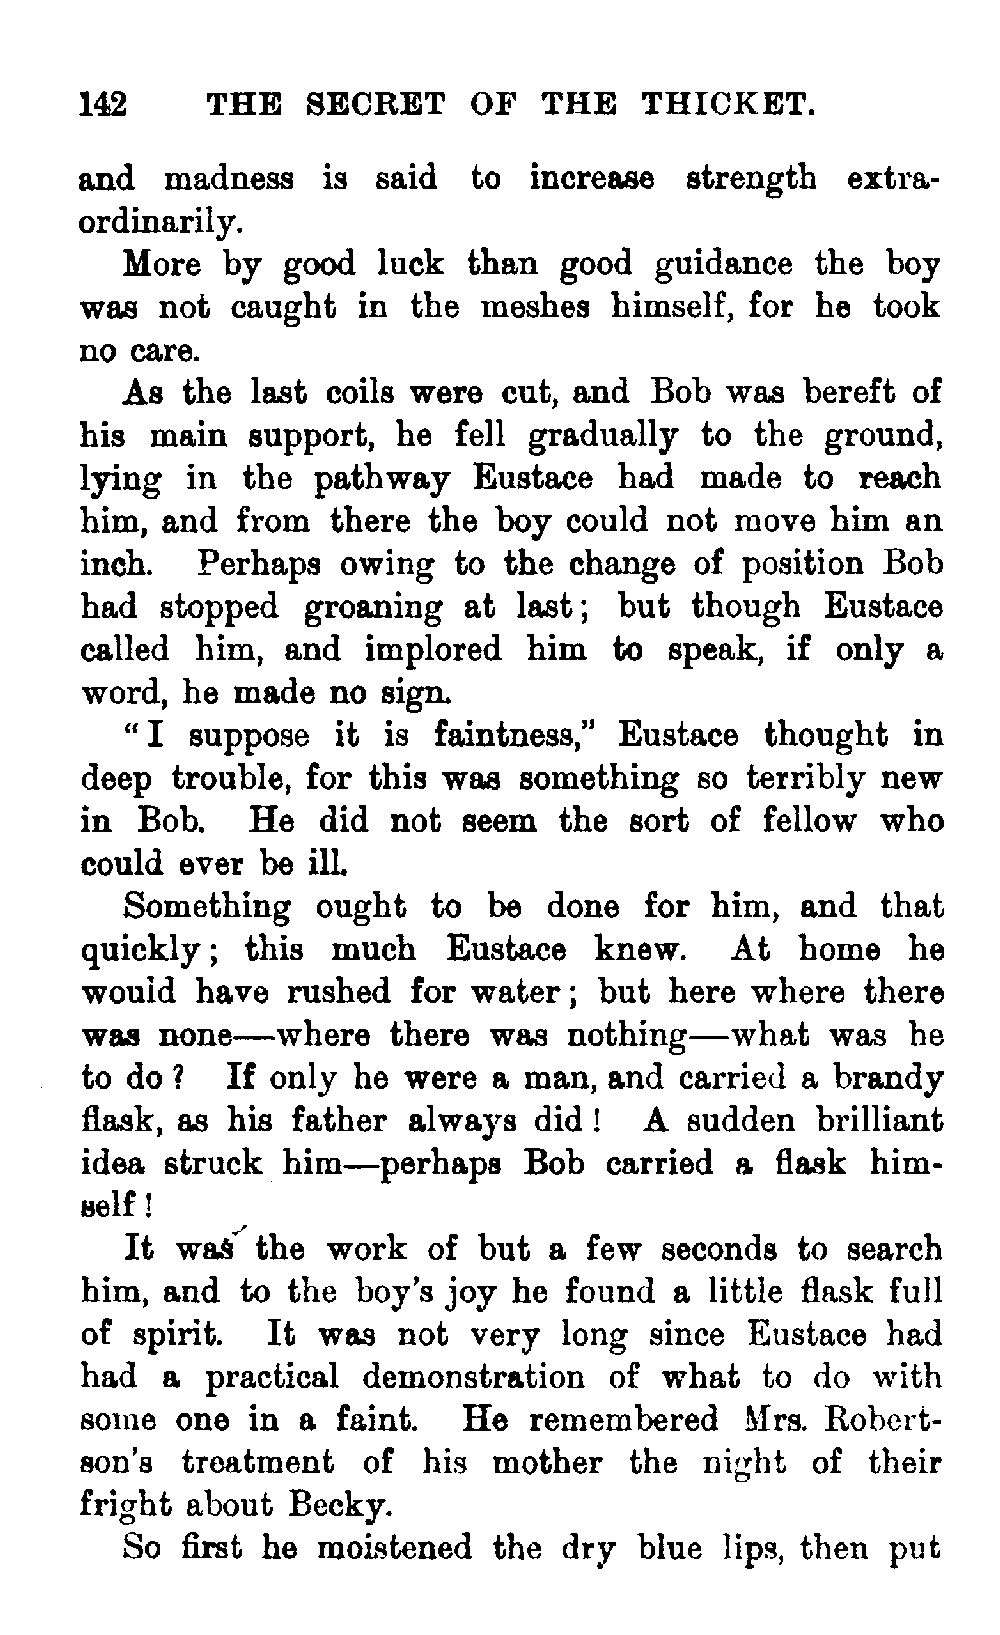 142 THE SECRET OF THE THICKET.
and madness is said to increase strength extra-
ordinarily.
More by good luck than good guidance the boy
was not caught in the meshes himself, for he took
no care.
As the last coils were cut, and Bob was bereft of
his main support, he fell gradually to the ground,
lying in the pathway Eustace had made to reach
him, and from there the boy could not move him an
inch. Perhaps owing to the change of position Bob
had stopped groaning at last; but though Eustace
called him, and implored him to speak, if only a
word, he made no sign.
"I suppose it is faintness," Eustace thought in
deep trouble, for this was something so terribly new
in Bob. He did not seem the sort of fellow who
could ever be ill.
Something ought to be done for him, and that
quickly; this much Eustace knew. At home he
would have rushed for water; but here where there
was none—where there was nothing—what was he
to do? If only he were a man, and carried a brandy
flask, as his father always did! A sudden brilliant
idea struck him—perhaps Bob carried a flask him-
self!
It was the work of but a few seconds to search
him, and to the boy's joy he found a little flask full
of spirit. It was not very long since Eustace had
had a practical demonstration of what to do with
some one in a faint. He remembered Mrs. Robert-
son's treatment of his mother the night of their
fright about Becky.
So first he moistened the dry blue lips, then put